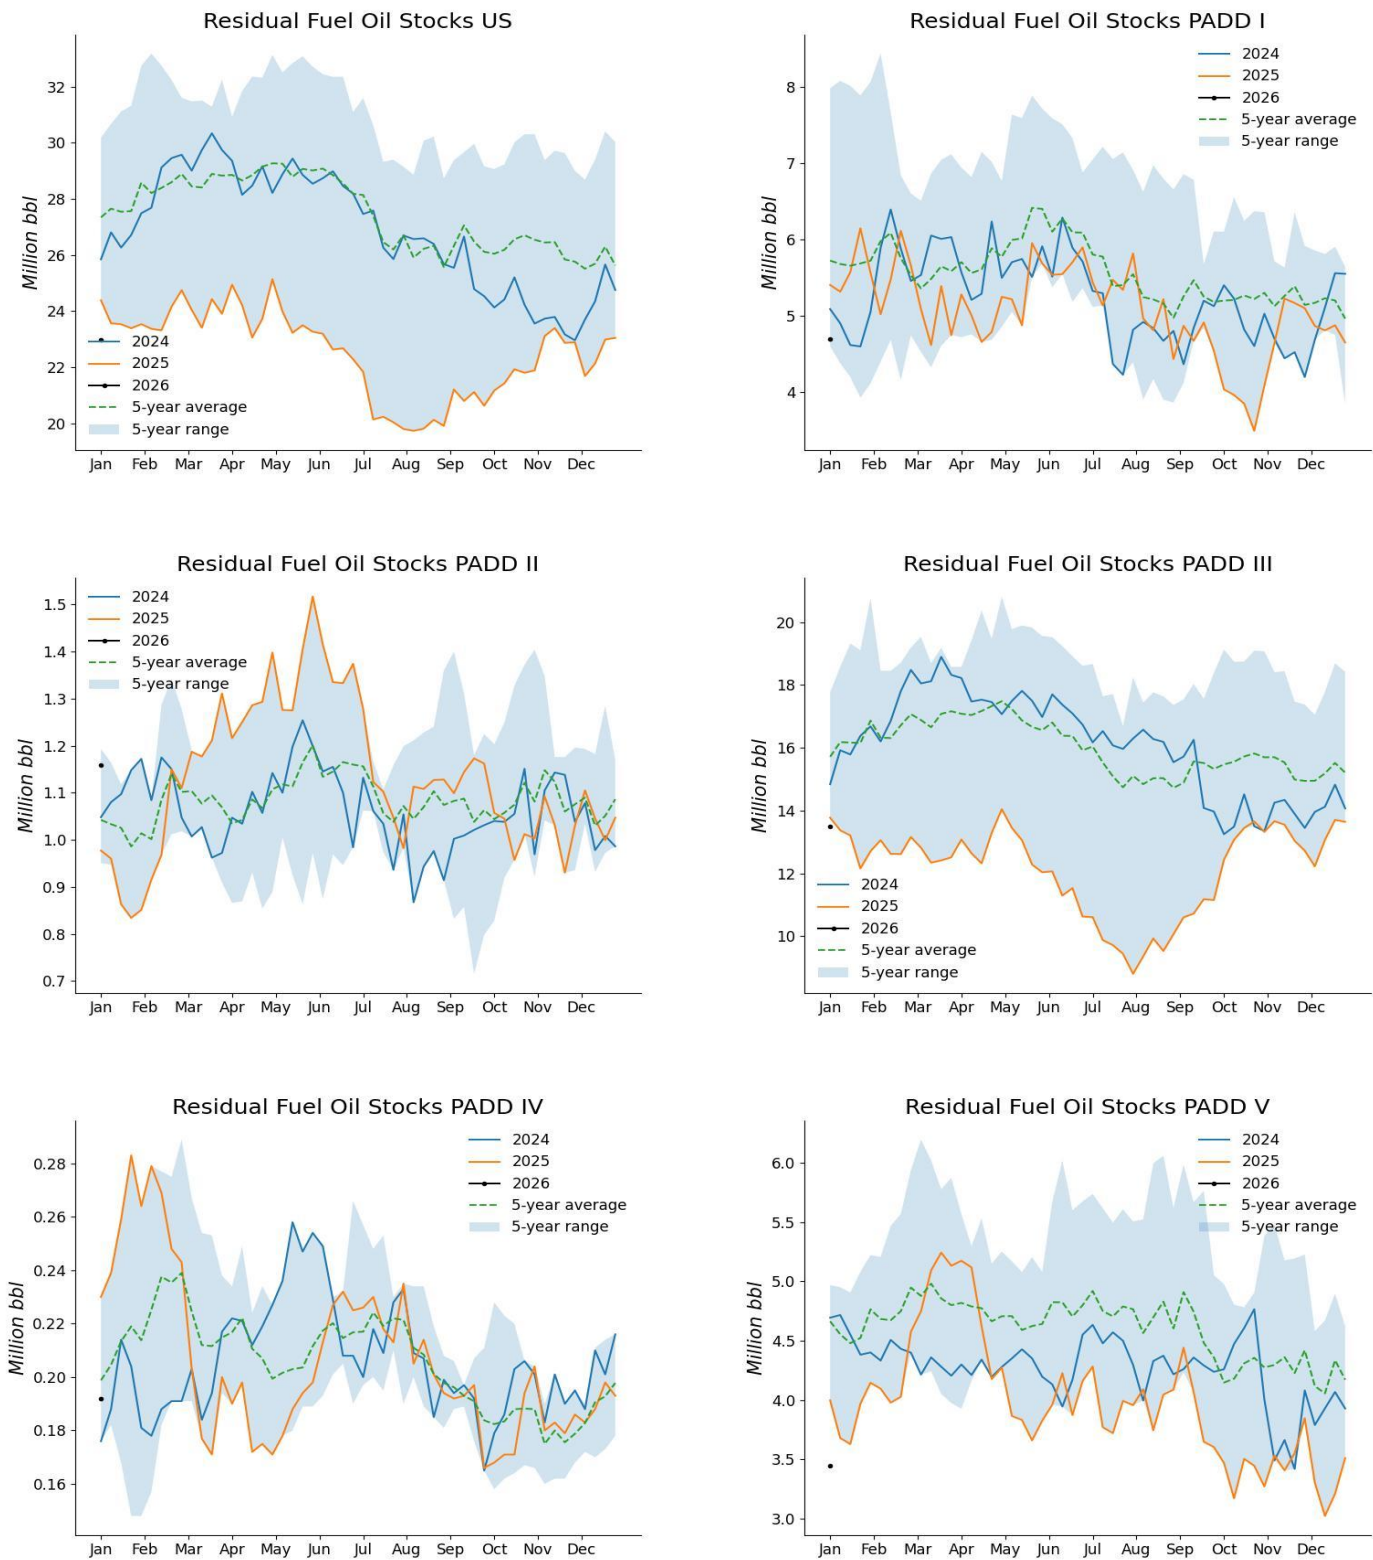 Residual Fuel Oil Stocks US
Million bbl
32
30
28
26
24
22
20
2024
2025
2026
5-year average
5-year range
Jan Feb Mar Apr May Jun Jul Aug Sep Oct Nov Dec
Residual Fuel Oil Stocks PADD I
Million bbl
8
7
6
5
4
2024
2025
2026
5-year average
5-year range
Jan Feb Mar Apr May Jun Jul Aug Sep Oct Nov Dec
Residual Fuel Oil Stocks PADD II
Million bbl
1.5
1.4
1.3
1.2
1.1
1.0
0.9
0.8
0.7
2024
2025
2026
5-year average
5-year range
Jan Feb Mar Apr May Jun Jul Aug Sep Oct Nov Dec
Residual Fuel Oil Stocks PADD III
Million bbl
20
18
16
14
12
10
2024
2025
2026
5-year average
5-year range
Jan Feb Mar Apr May Jun Jul Aug Sep Oct Nov Dec
Residual Fuel Oil Stocks PADD IV
Million bbl
0.28
0.26
0.24
0.22
0.20
0.18
0.16
2024
2025
2026
5-year average
5-year range
Jan Feb Mar Apr May Jun Jul Aug Sep Oct Nov Dec
Residual Fuel Oil Stocks PADD V
Million bbl
6.0
5.5
5.0
4.5
4.0
3.5
3.0
2024
2025
2026
5-year average
5-year range
Jan Feb Mar Apr May Jun Jul Aug Sep Oct Nov Dec